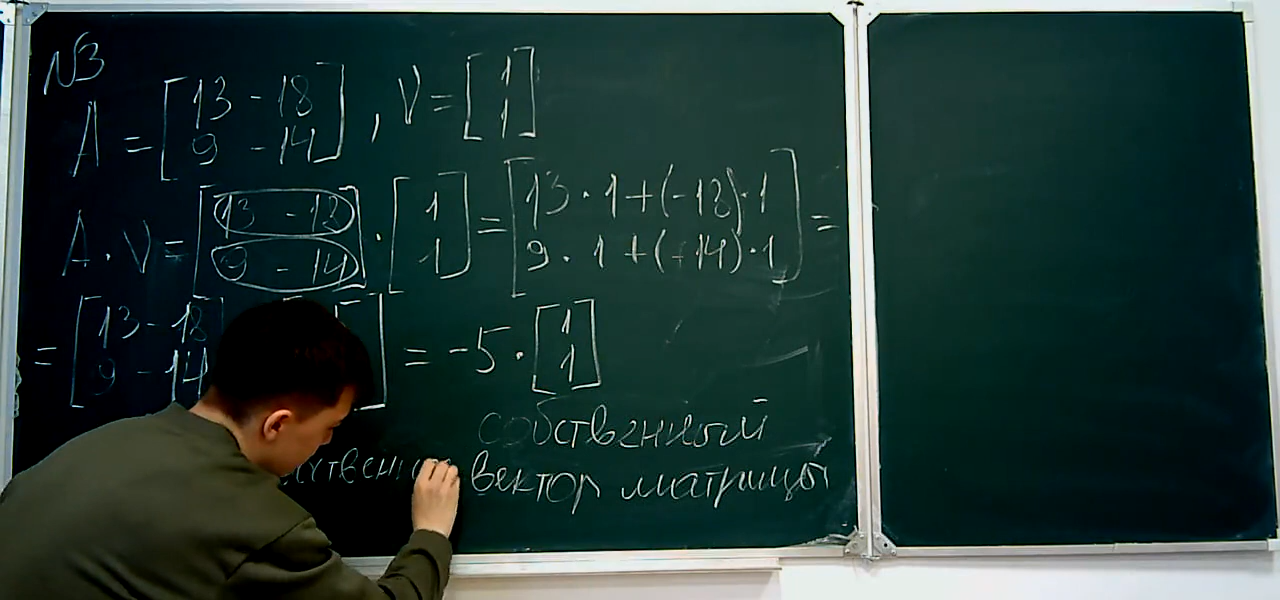 №3
A = [13 -18
9 -14], V = [1
1]
A · V = [13 -18
9 -14] · [1
1] = [13 · 1 + (-18) · 1
9 · 1 + (-14) · 1] =
= [13 - 18
9 - 14] = -5 · [1
1]
собственный
вектор матрицы